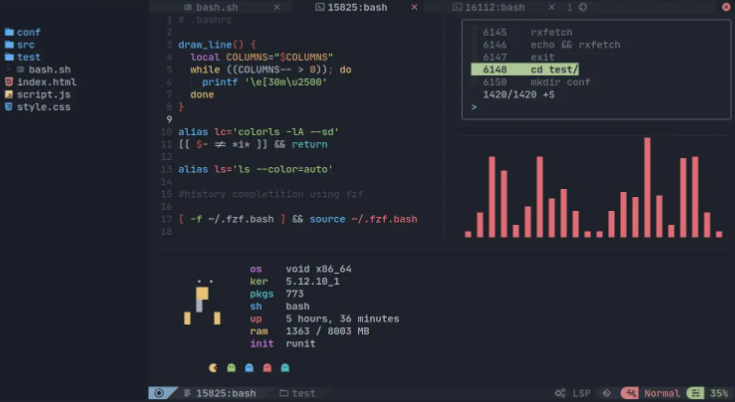 bash.sh
15825:bash
16112:bash
1
conf
src
test
bash.sh
index.html
script.js
style.css
1 # .bashrc
2
3 draw_line() {
4 local COLUMNS="$COLUMNS"
5 while ((COLUMNS-- > 0)); do
6 printf '\e[30m\u2500'
7 done
8 }
9
10 alias lc='colorls -lA --sd'
11 [[ $- ≠ *i* ]] && return
12
13 alias ls='ls --color=auto'
14
15 #history completition using fzf
16
17 [ -f ~/.fzf.bash ] && source ~/.fzf.bash
18
6145 rxfetch
6146 echo && rxfetch
6147 exit
6148 cd test/
6150 mkdir conf
1420/1420 +S
>
os void x86_64
ker 5.12.10_1
pkgs 773
sh bash
up 5 hours, 36 minutes
ram 1363 / 8003 MB
init runit
15825:bash
test
LSP
Normal
35%